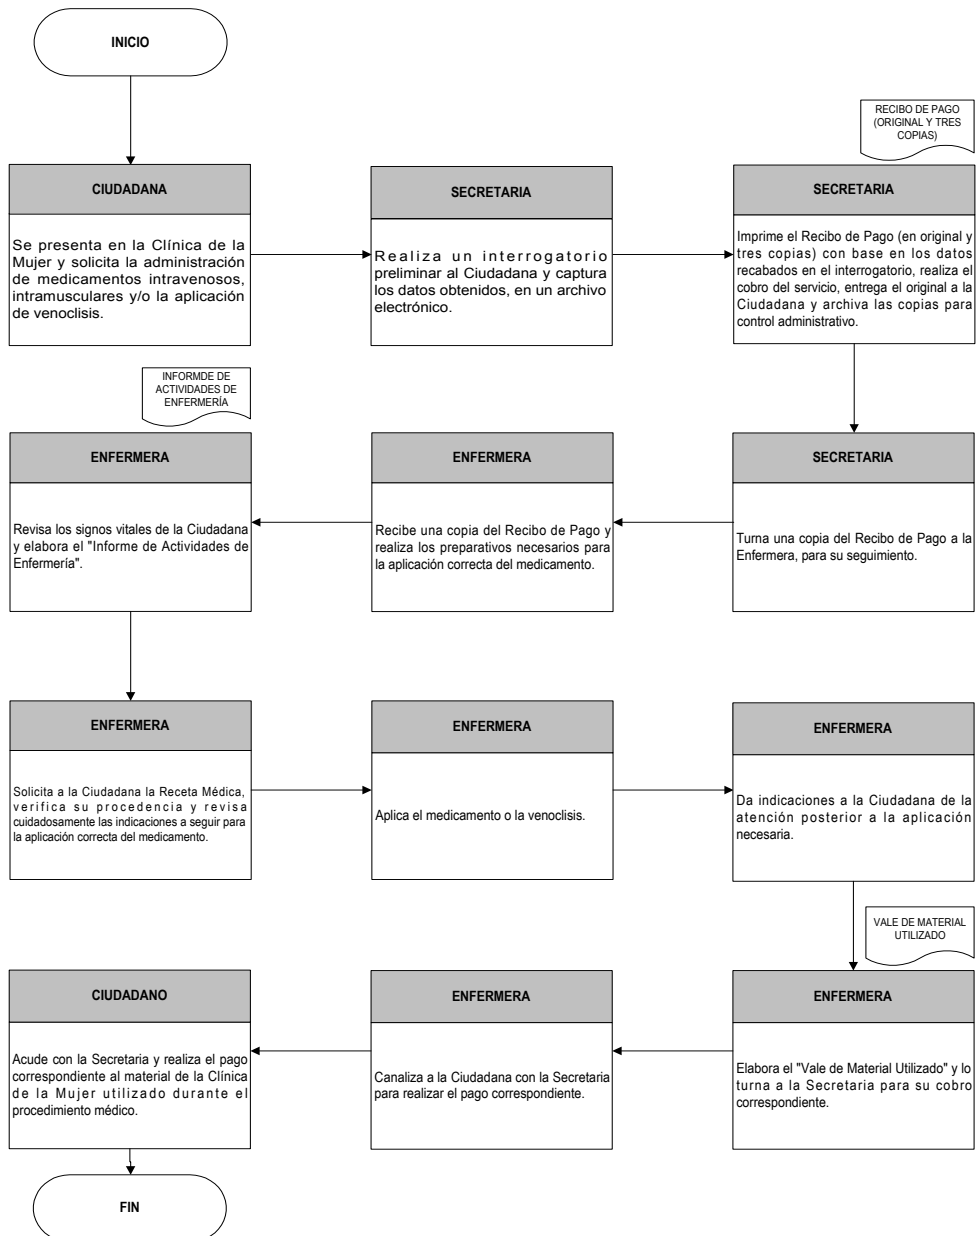 INICIO
RECIBO DE PAGO
(ORIGINAL Y TRES
COPIAS)
CIUDADANA
Se presenta en la Clínica de la
Mujer y solicita la administración
de medicamentos intravenosos,
intramusculares y/o la aplicación
de venoclisis.
SECRETARIA
Realiza un interrogatorio
preliminar al Ciudadana y captura
los datos obtenidos, en un archivo
electrónico.
SECRETARIA
Imprime el Recibo de Pago (en original y
tres copias) con base en los datos
recabados en el interrogatorio, realiza el
cobro del servicio, entrega el original a la
Ciudadana y archiva las copias para
control administrativo.
SECRETARIA
Turna una copia del Recibo de Pago a la
Enfermera, para su seguimiento.
ENFERMERA
Recibe una copia del Recibo de Pago y
realiza los preparativos necesarios para
la aplicación correcta del medicamento.
INFORMDE DE
ACTIVIDADES DE
ENFERMERÍA
ENFERMERA
Revisa los signos vitales de la Ciudadana
y elabora el "Informe de Actividades de
Enfermería".
ENFERMERA
Solicita a la Ciudadana la Receta Médica,
verifica su procedencia y revisa
cuidadosamente las indicaciones a seguir para
la aplicación correcta del medicamento.
ENFERMERA
Aplica el medicamento o la venoclisis.
ENFERMERA
Da indicaciones a la Ciudadana de la
atención posterior a la aplicación
necesaria.
VALE DE MATERIAL
UTILIZADO
ENFERMERA
Elabora el "Vale de Material Utilizado" y lo
turna a la Secretaria para su cobro
correspondiente.
ENFERMERA
Canaliza a la Ciudadana con la Secretaria
para realizar el pago correspondiente.
CIUDADANO
Acude con la Secretaria y realiza el pago
correspondiente al material de la Clínica
de la Mujer utilizado durante el
procedimiento médico.
FIN